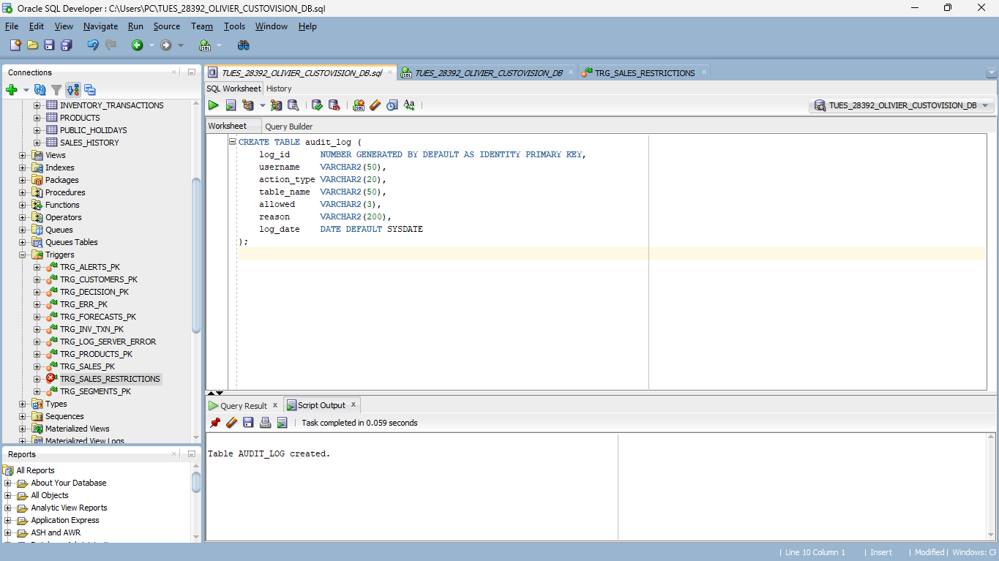 Oracle SQL Developer : C:\Users\PC\TUES_28392_OLIVIER_CUSTOVISION_DB.sql
File Edit View Navigate Run Source Team Tools Window Help
Connections
INVENTORY_TRANSACTIONS
PRODUCTS
PUBLIC_HOLIDAYS
SALES_HISTORY
Views
Indexes
Packages
Procedures
Functions
Operators
Queues
Queues Tables
Triggers
TRG_ALERTS_PK
TRG_CUSTOMERS_PK
TRG_DECISION_PK
TRG_ERR_PK
TRG_FORECASTS_PK
TRG_INV_TXN_PK
TRG_LOG_SERVER_ERROR
TRG_PRODUCTS_PK
TRG_SALES_PK
TRG_SALES_RESTRICTIONS
TRG_SEGMENTS_PK
Types
Sequences
Materialized Views
Materialized View Logs
Reports
All Reports
About Your Database
All Objects
Analytic View Reports
Application Express
ASH and AWR
TUES_28392_OLIVIER_CUSTOVISION_DB.sql TUES_28392_OLIVIER_CUSTOVISION_DB TRG_SALES_RESTRICTIONS
SQL Worksheet History
TUES_28392_OLIVIER_CUSTOVISION_DB
Worksheet Query Builder
CREATE TABLE audit_log (
log_id NUMBER GENERATED BY DEFAULT AS IDENTITY PRIMARY KEY,
username VARCHAR2(50),
action_type VARCHAR2(20),
table_name VARCHAR2(50),
allowed VARCHAR2(3),
reason VARCHAR2(200),
log_date DATE DEFAULT SYSDATE
);
Query Result Script Output
Task completed in 0.059 seconds
Table AUDIT_LOG created.
Line 10 Column 1 Insert Modified Windows: